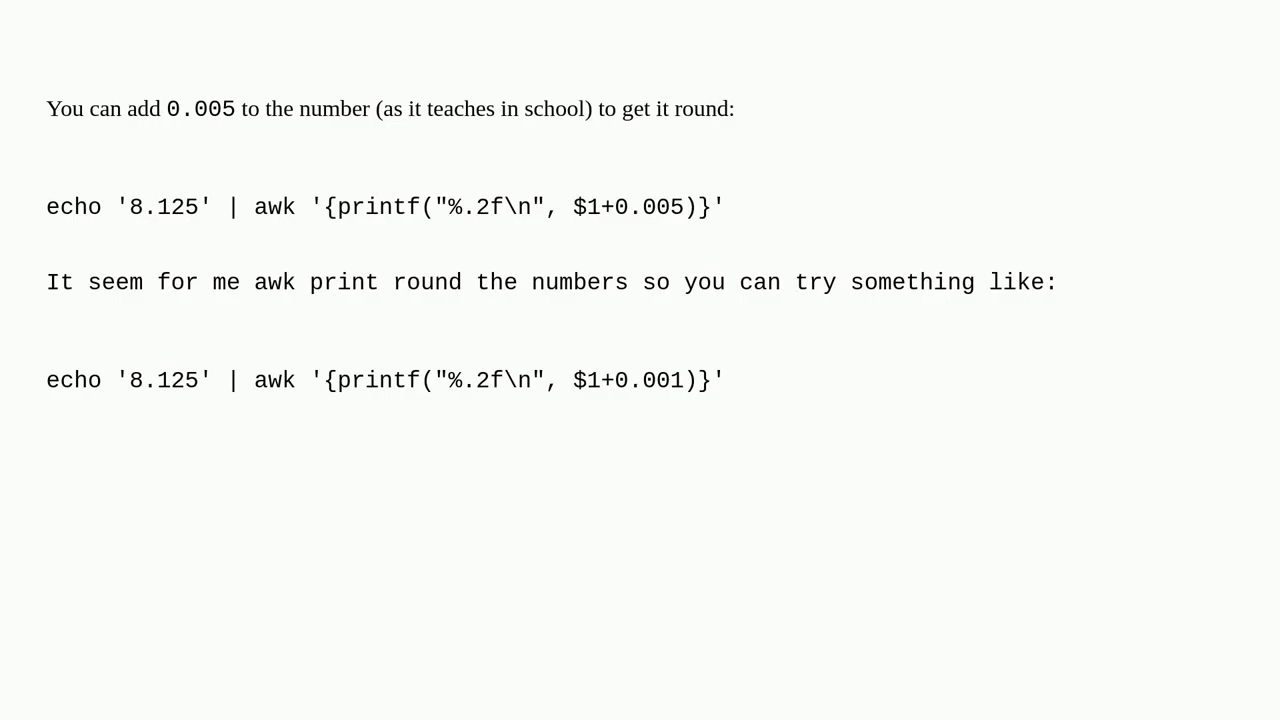 You can add 0.005 to the number (as it teaches in school) to get it round:
echo '8.125' | awk '{printf("%.2f\n", $1+0.005)}'
It seem for me awk print round the numbers so you can try something like:
echo '8.125' | awk '{printf("%.2f\n", $1+0.001)}'